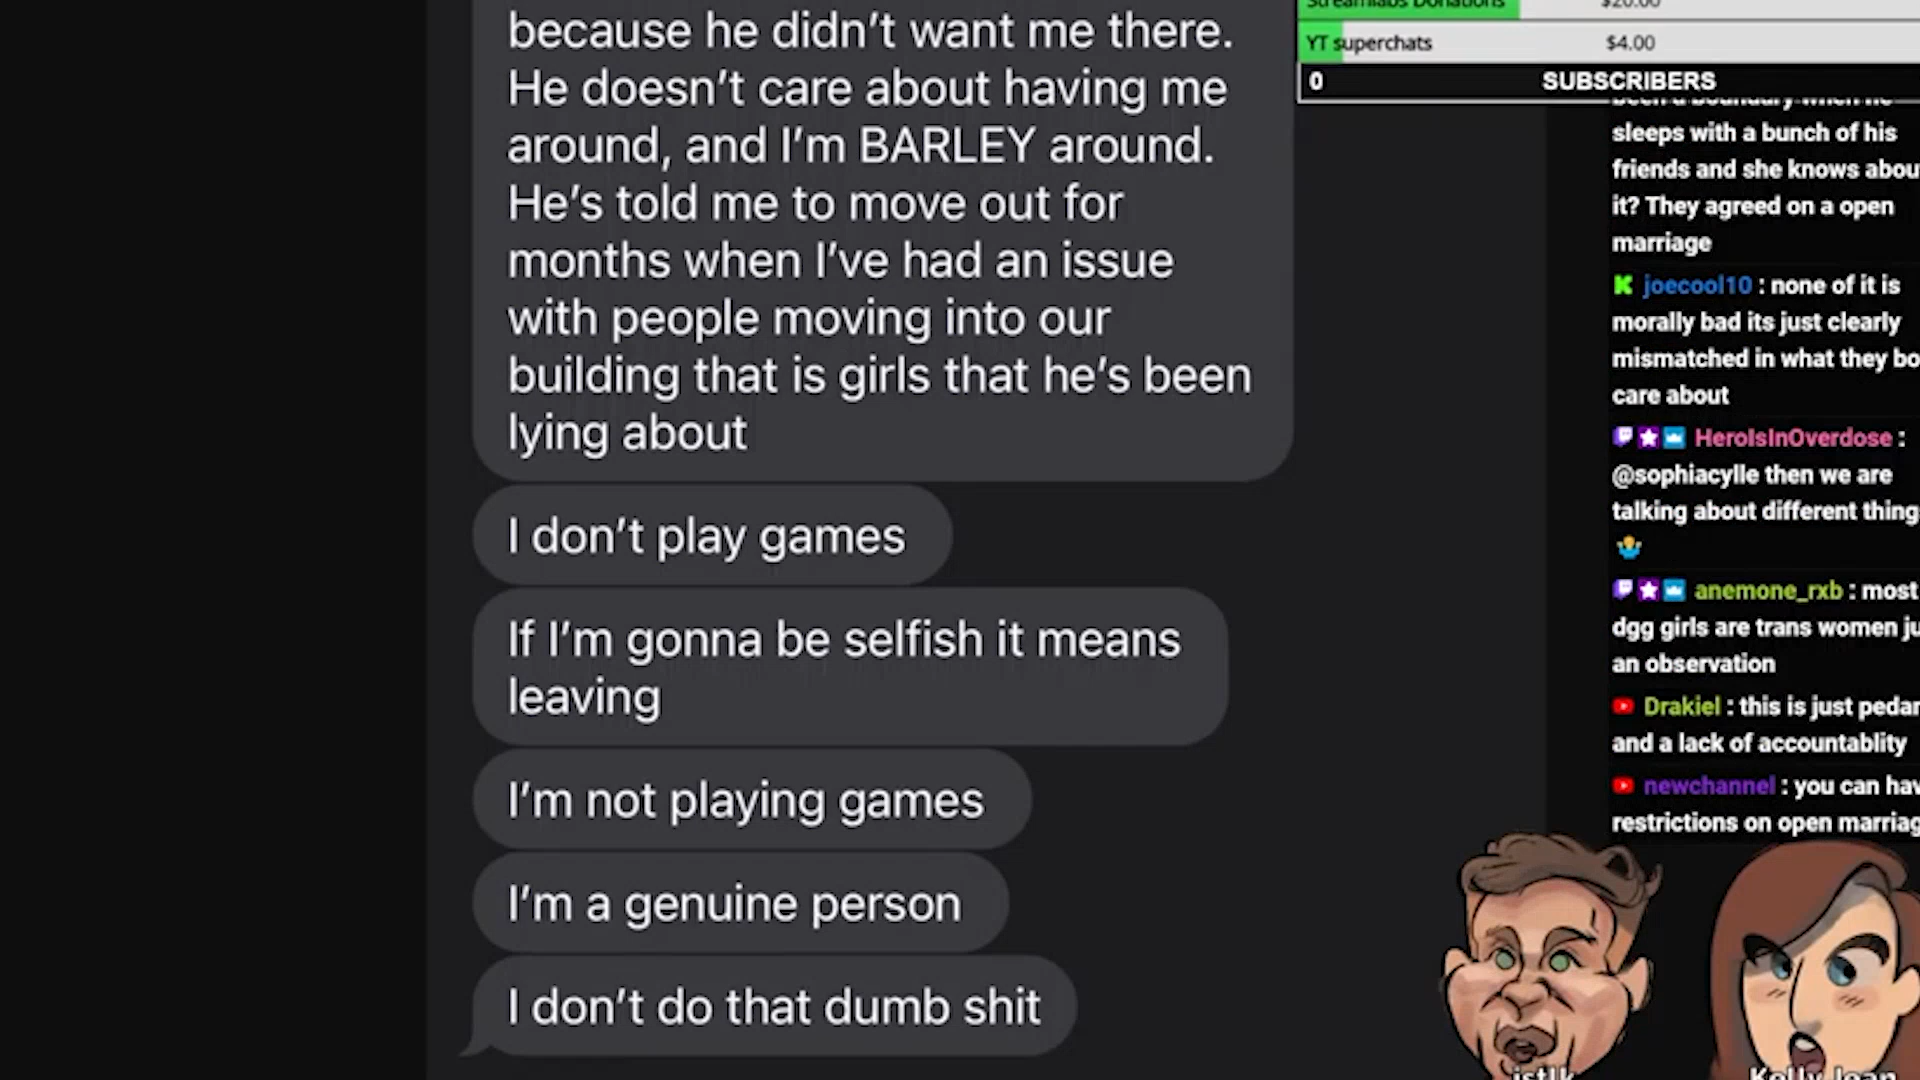 because he didn't want me there.
He doesn't care about having me
around, and I'm BARLEY around.
He's told me to move out for
months when I've had an issue
with people moving into our
building that is girls that he's been
lying about
I don't play games
If I'm gonna be selfish it means
leaving
I'm not playing games
I'm a genuine person
I don't do that dumb shit
Streamlabs Donations $20.00
YT superchats $4.00
0 SUBSCRIBERS
been a boundary when he
sleeps with a bunch of his
friends and she knows
it? They agreed on a open
marriage
joecool10 : none of it is
morally bad its just clearly
mismatched in what they
care about
HeroIsInOverdose :
@sophiacylle then we are
talking about different
anemone_rxb : most
dgg girls are trans women
an observation
Drakiel : this is just
and a lack of accountablity
newchannel : you can
restrictions on open
Kelly Jean